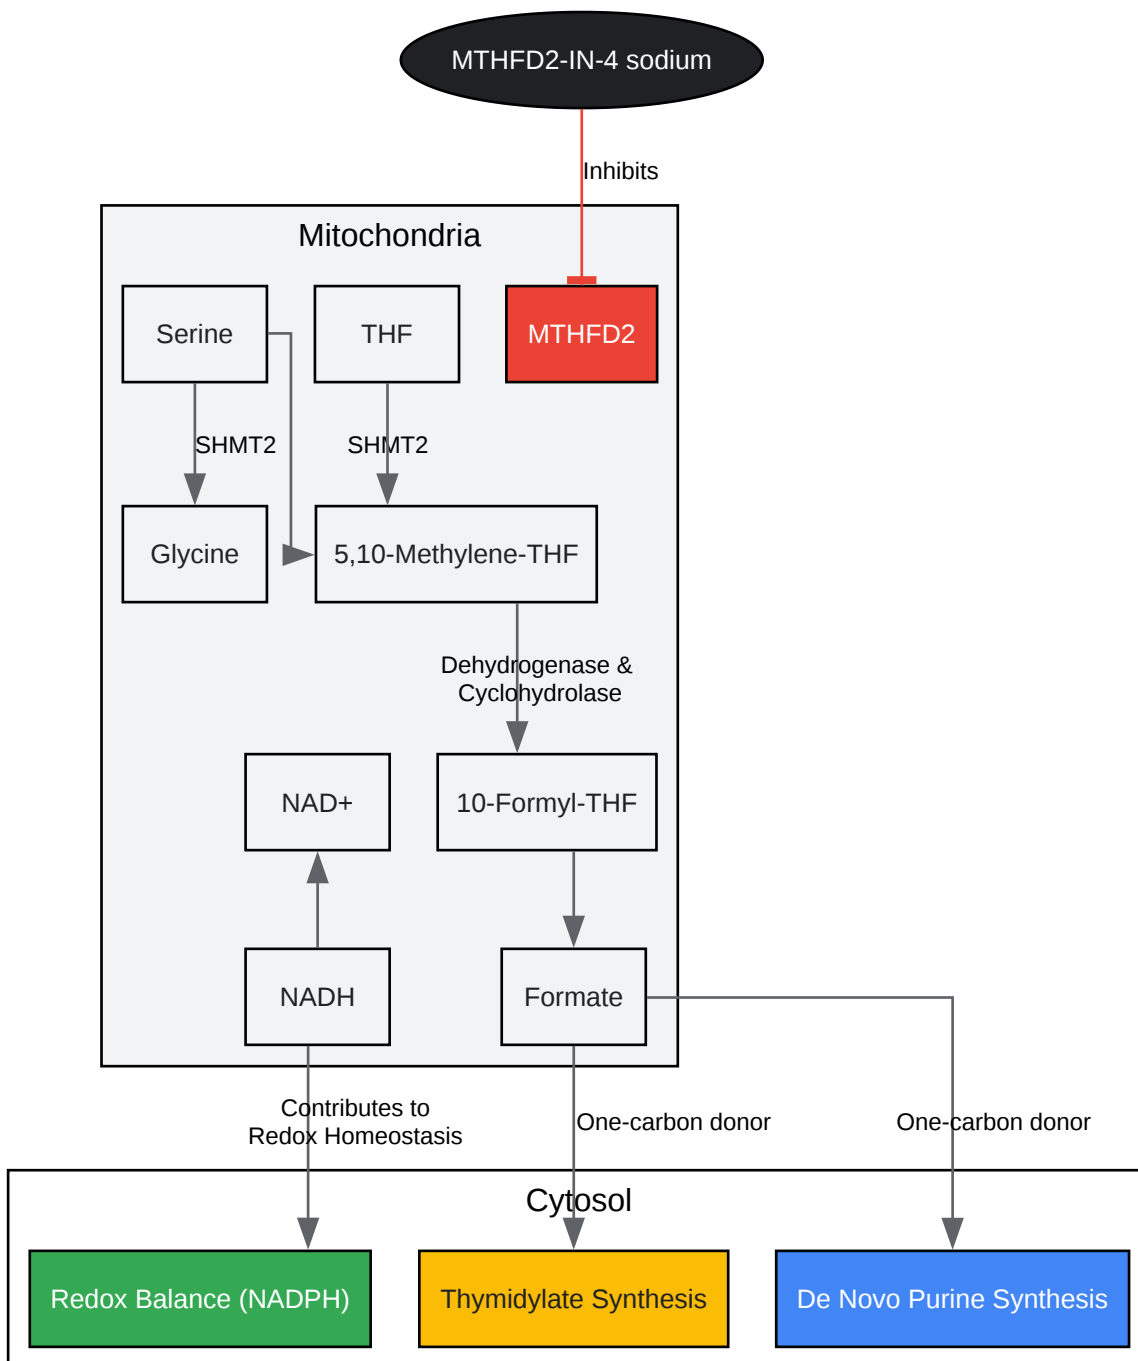 MTHFD2-IN-4 sodium
Inhibits
Mitochondria
Serine
THF
MTHFD2
SHMT2
SHMT2
Glycine
5,10-Methylene-THF
Dehydrogenase &
Cyclohydrolase
NAD+
10-Formyl-THF
NADH
Formate
Contributes to
Redox Homeostasis
One-carbon donor
One-carbon donor
Cytosol
Redox Balance (NADPH)
Thymidylate Synthesis
De Novo Purine Synthesis